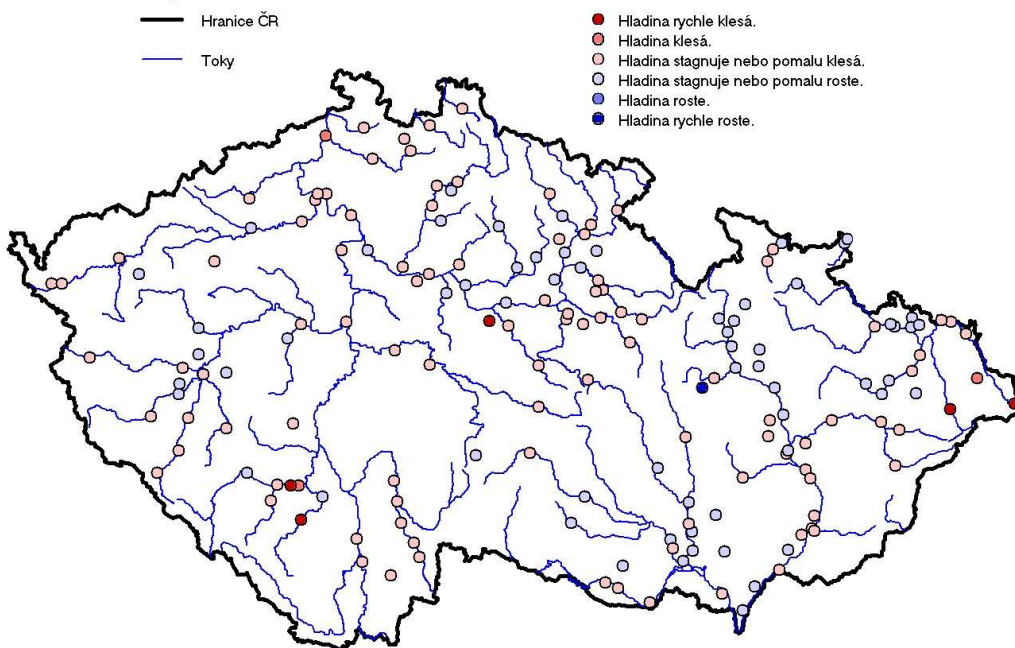 Hranice ČR
Toky
Hladina rychle klesá.
Hladina klesá.
Hladina stagnuje nebo pomalu klesá.
Hladina stagnuje nebo pomalu roste.
Hladina roste.
Hladina rychle roste.